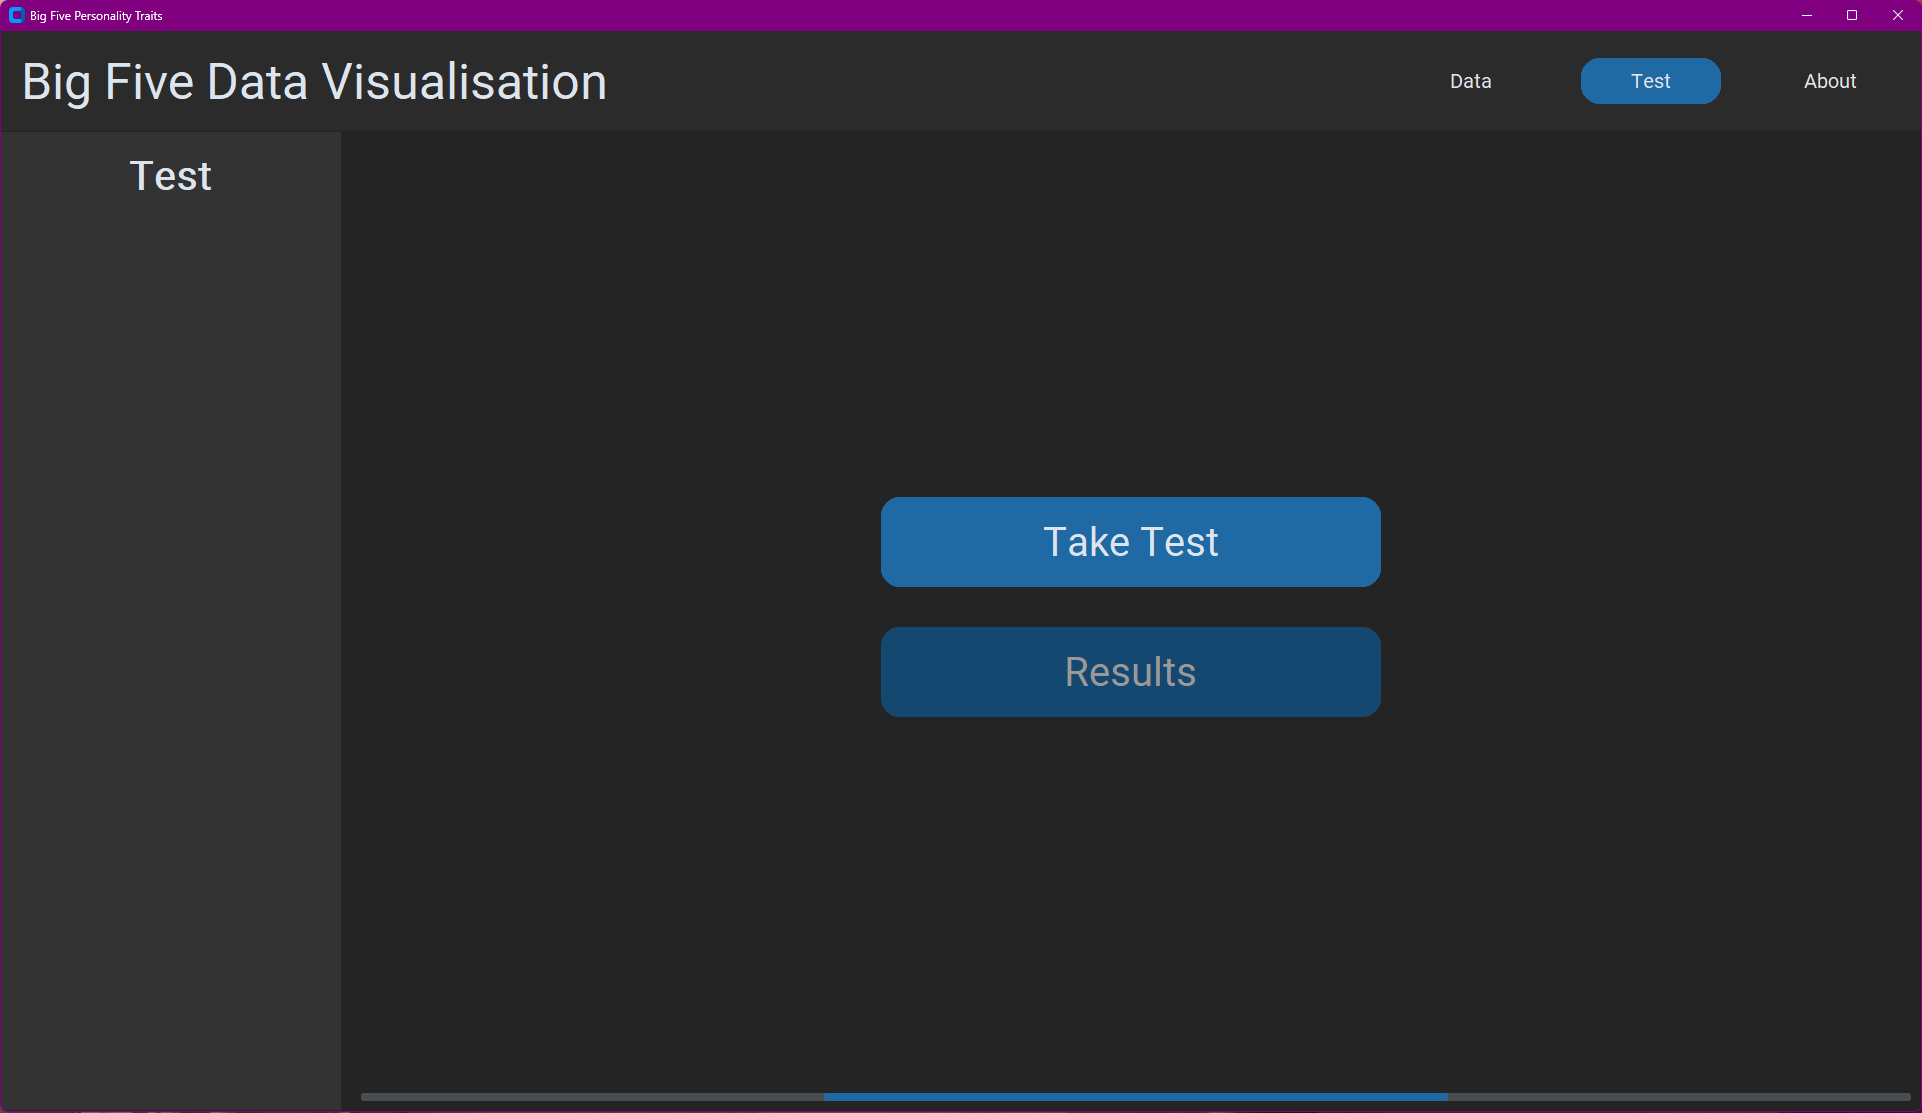 Big Five Personality Traits
Big Five Data Visualisation
Data
Test
About
Test
Take Test
Results